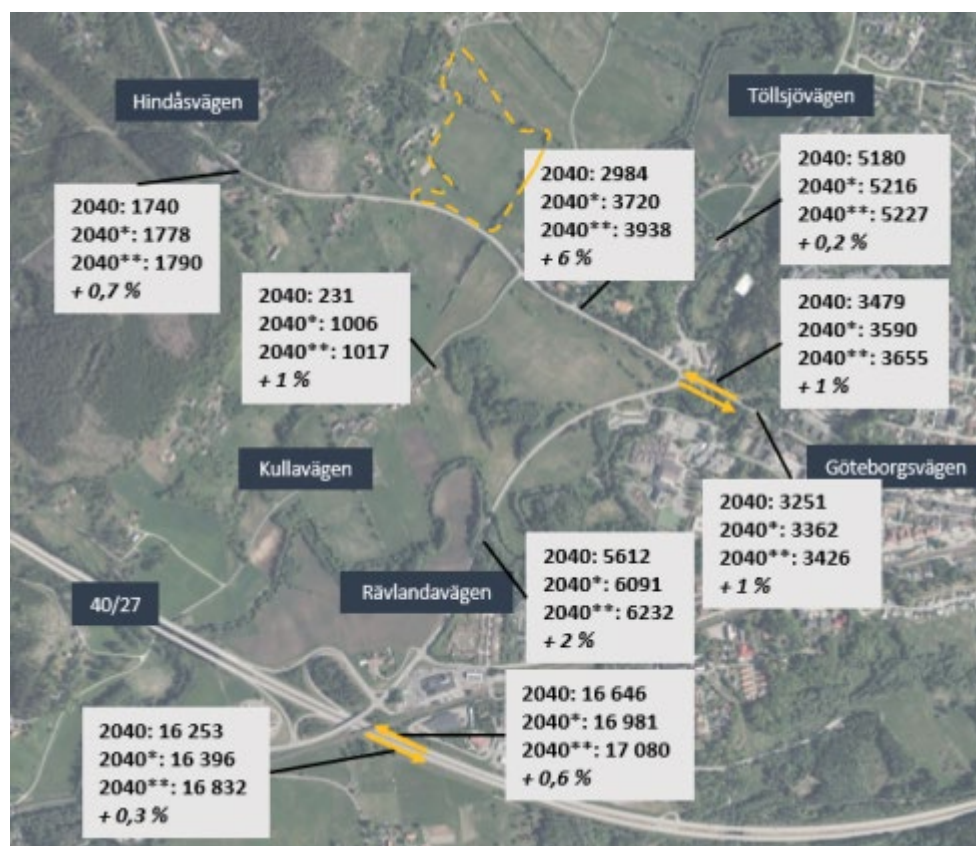 Hindåsvägen
Töllsjövägen
2040: 1740
2040*: 1778
2040**: 1790
+ 0,7 %
2040: 2984
2040*: 3720
2040**: 3938
+ 6 %
2040: 5180
2040*: 5216
2040**: 5227
+ 0,2 %
2040: 231
2040*: 1006
2040**: 1017
+ 1 %
2040: 3479
2040*: 3590
2040**: 3655
+ 1 %
Kullavägen
Göteborgsvägen
2040: 3251
2040*: 3362
2040**: 3426
+ 1 %
Rävlandavägen
2040: 5612
2040*: 6091
2040**: 6232
+ 2 %
40/27
2040: 16 253
2040*: 16 396
2040**: 16 832
+ 0,3 %
2040: 16 646
2040*: 16 981
2040**: 17 080
+ 0,6 %